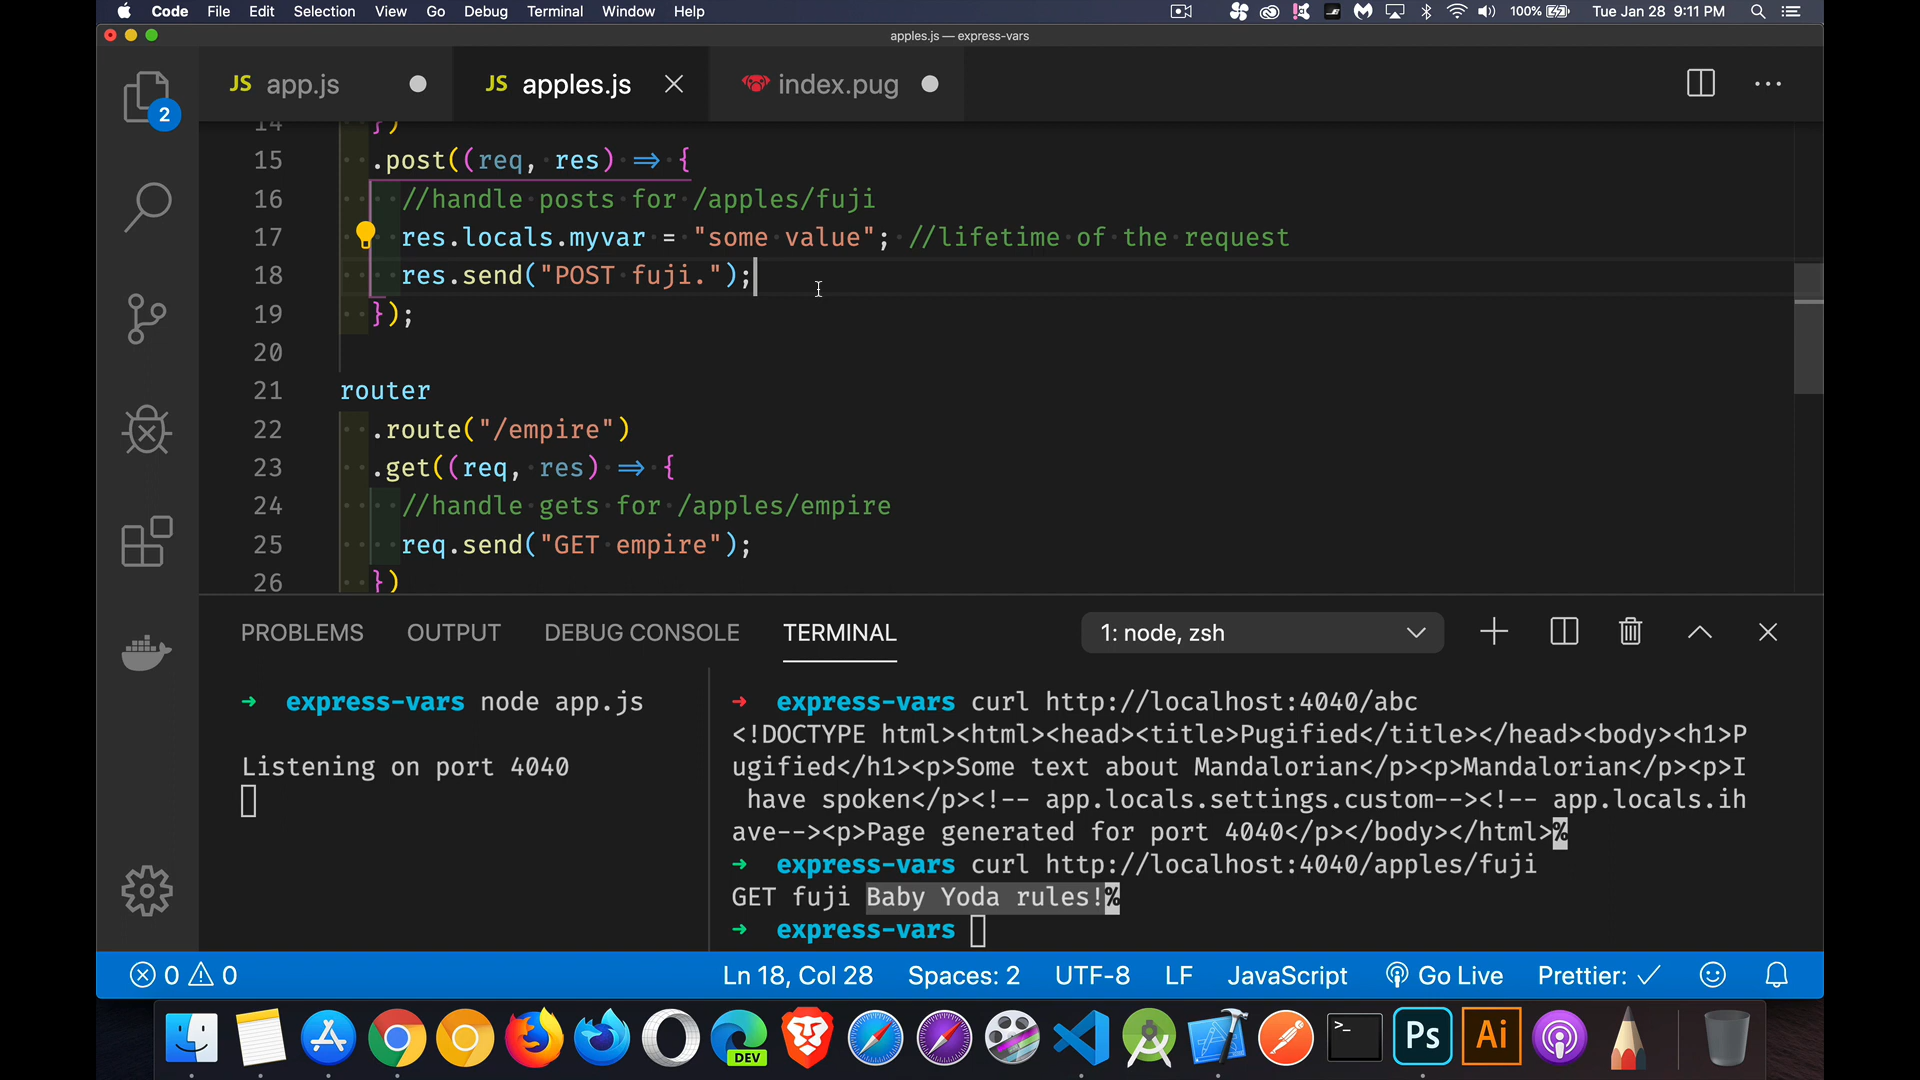 Code File Edit Selection View Go Debug Terminal Window Help 100% Tue Jan 28 9:11 PM
apples.js — express-vars
JS app.js JS apples.js index.pug
2
14 })
15 .post((req, res) => {
16 //handle posts for /apples/fuji
17 res.locals.myvar = "some value"; //lifetime of the request
18 res.send("POST fuji.");
19 });
20
21 router
22 .route("/empire")
23 .get((req, res) => {
24 //handle gets for /apples/empire
25 req.send("GET empire");
26 })
PROBLEMS OUTPUT DEBUG CONSOLE TERMINAL 1: node, zsh
➜ express-vars node app.js
Listening on port 4040
➜ express-vars curl http://localhost:4040/abc
<!DOCTYPE html><html><head><title>Pugified</title></head><body><h1>P
ugified</h1><p>Some text about Mandalorian</p><p>Mandalorian</p><p>I
have spoken</p><!-- app.locals.settings.custom--><!-- app.locals.ih
ave--><p>Page generated for port 4040</p></body></html>%
➜ express-vars curl http://localhost:4040/apples/fuji
GET fuji Baby Yoda rules!%
➜ express-vars
0 0 Ln 18, Col 28 Spaces: 2 UTF-8 LF JavaScript Go Live Prettier: ✓
DEV >_ Ps Ai